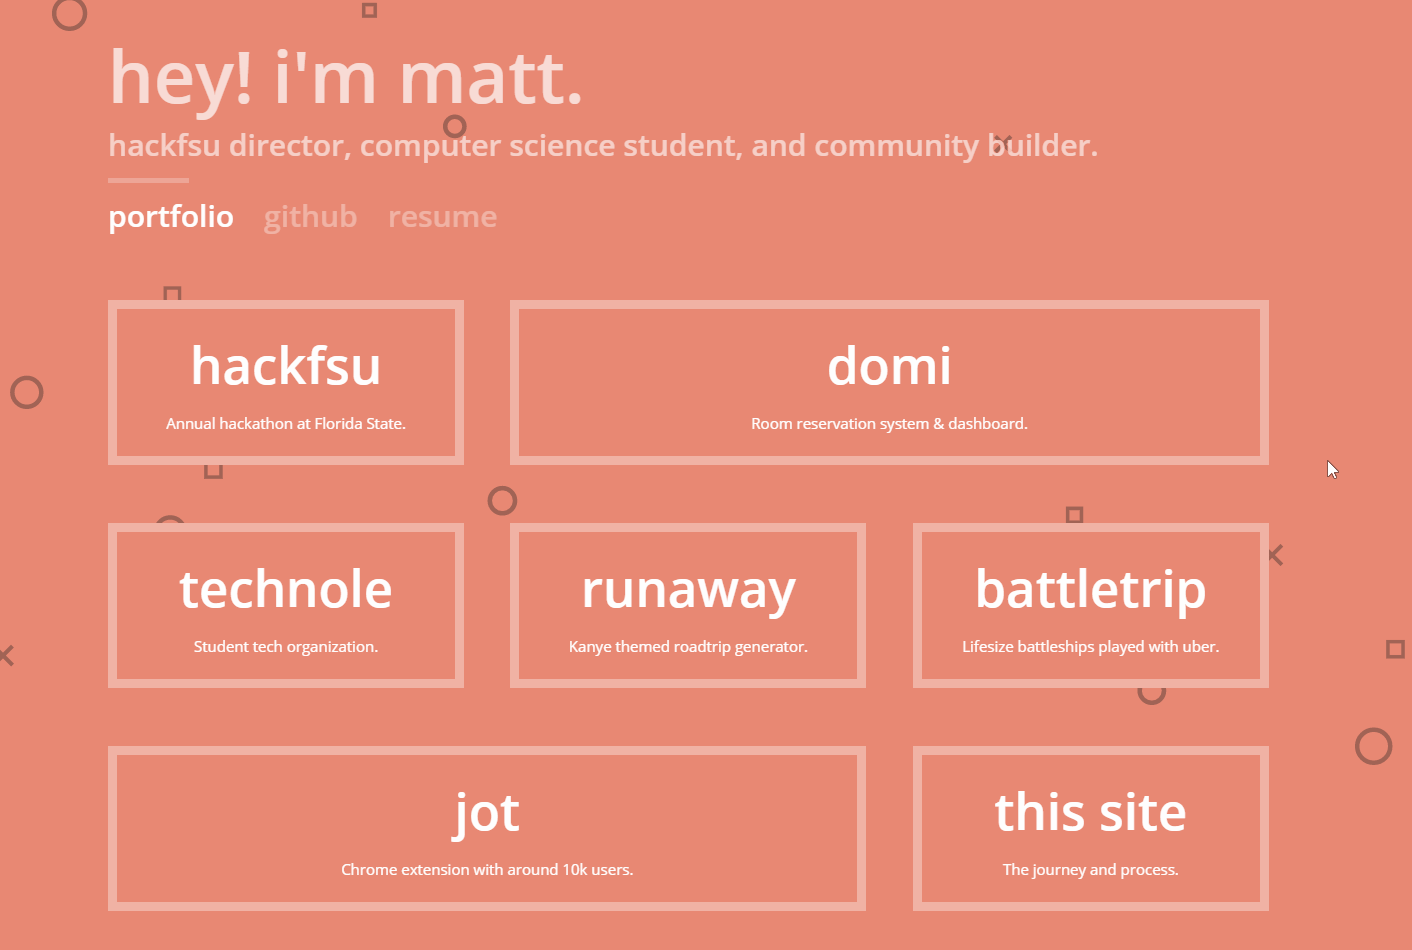 hey! i'm matt.
hackfsu director, computer science student, and community builder.
portfolio github resume
hackfsu
Annual hackathon at Florida State.
domi
Room reservation system & dashboard.
technole
Student tech organization.
runaway
Kanye themed roadtrip generator.
battletrip
Lifesize battleships played with uber.
jot
Chrome extension with around 10k users.
this site
The journey and process.